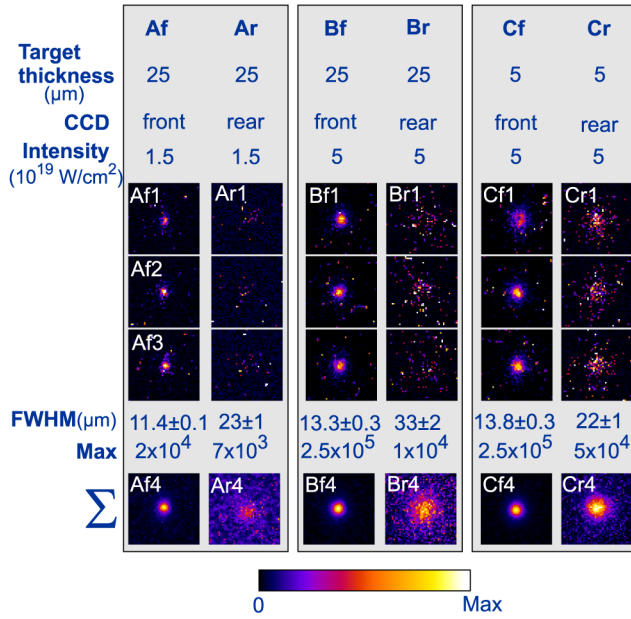 Af Ar Bf Br Cf Cr
Target
thickness 25 25 25 25 5 5
(μm)
CCD front rear front rear front rear
Intensity 1.5 1.5 5 5 5 5
(10¹⁹ W/cm²)
Af1 Ar1 Bf1 Br1 Cf1 Cr1
Af2
Af3
FWHM(μm) 11.4±0.1 23±1 13.3±0.3 33±2 13.8±0.3 22±1
Max 2x10⁴ 7x10³ 2.5x10⁵ 1x10⁴ 2.5x10⁵ 5x10⁴
Σ Af4 Ar4 Bf4 Br4 Cf4 Cr4
0 Max